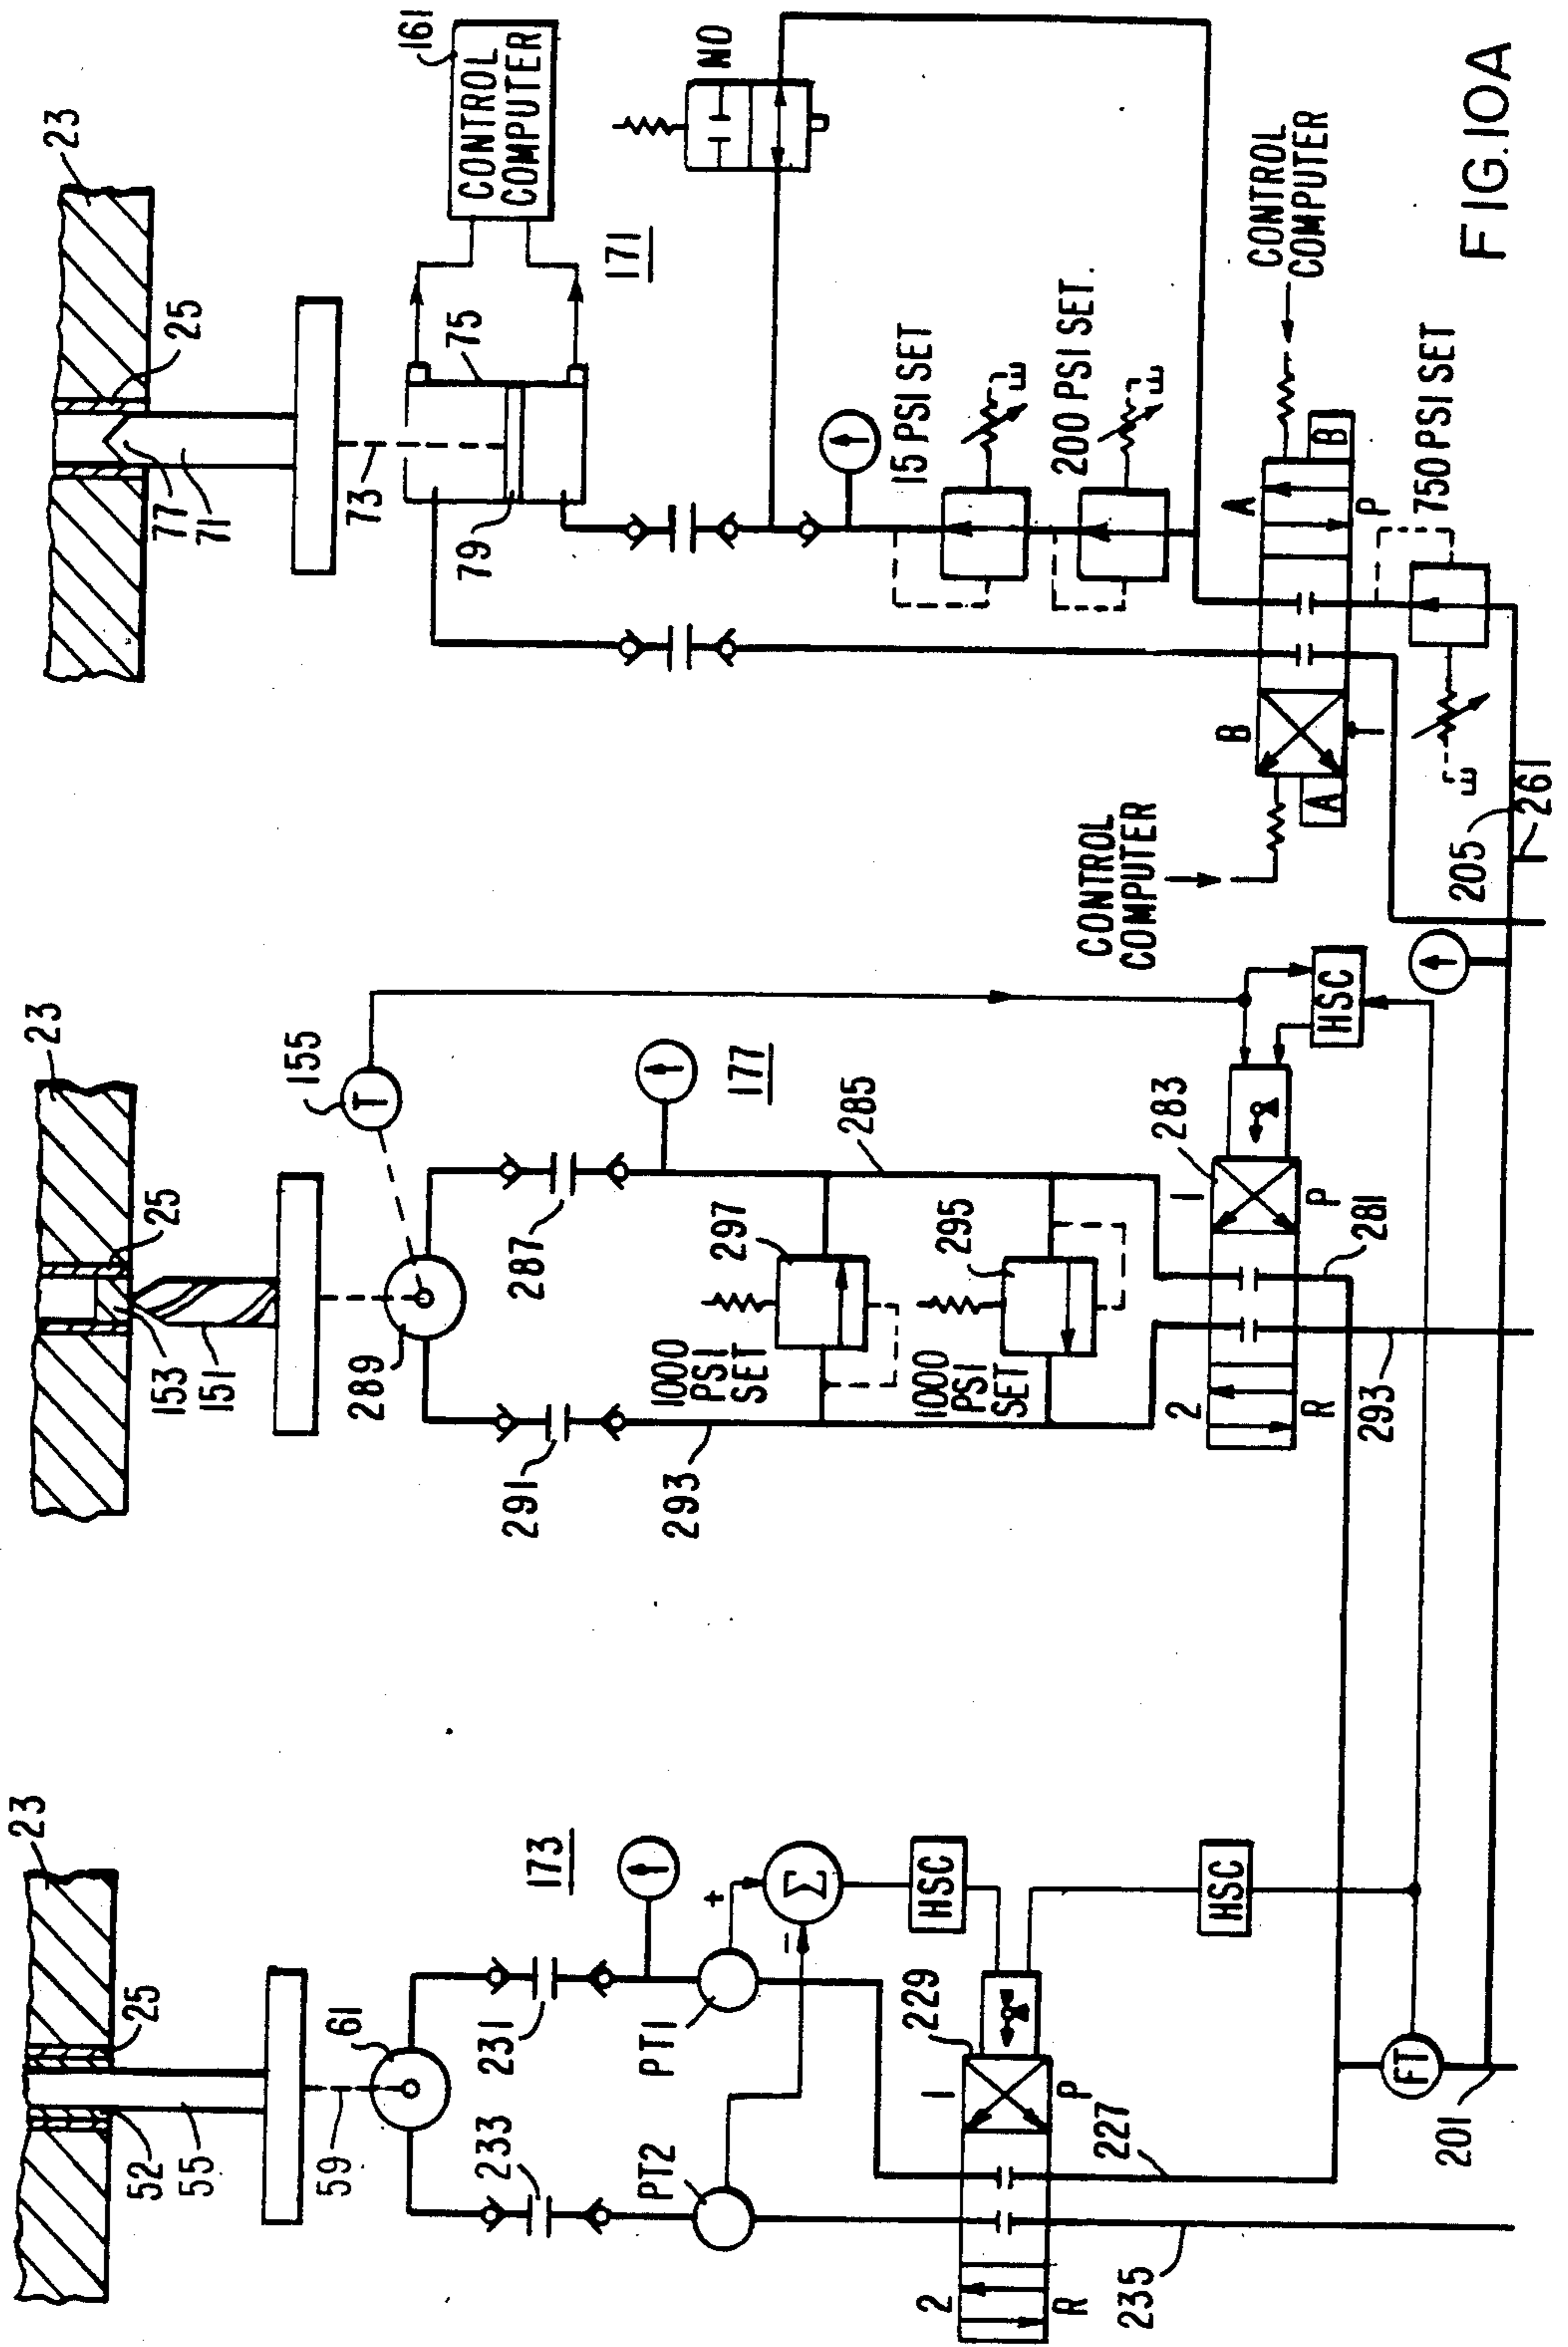 23
25
52
55
59
61
233
231
173
PT2
PT1
+
−
Σ
HSC
229
2
1
R
P
227
235
HSC
FT
201
23
25
153
151
155
T
289
291
287
177
293
285
1000
PSI
SET
297
1000
PSI
SET
295
283
2
1
R
P
281
293
HSC
23
25
77
71
73
79
75
161
CONTROL
COMPUTER
171
NO
15 PSI SET
E
200 PSI SET.
E
CONTROL
COMPUTER
CONTROL
COMPUTER
B
A
A
B
P
750 PSI SET
E
205
261
FIG.10A